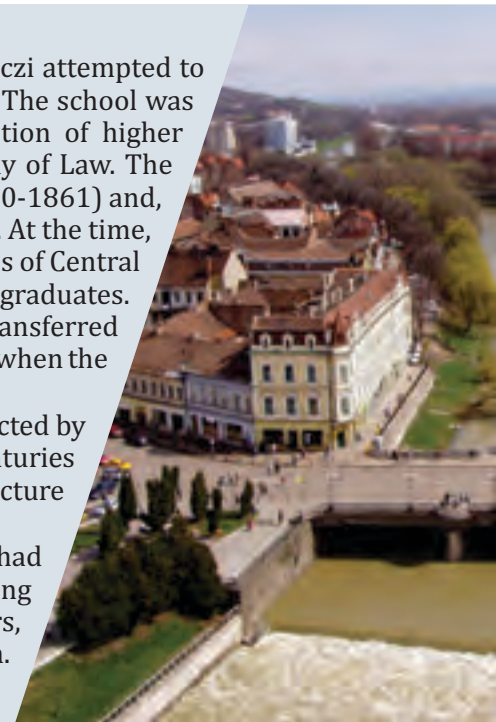 czi attempted to
The school was
tion of higher
y of Law. The
0-1861) and,
. At the time,
s of Central
graduates.
ansferred
when the
cted by
turies
cture
had
ng
rs,
n.